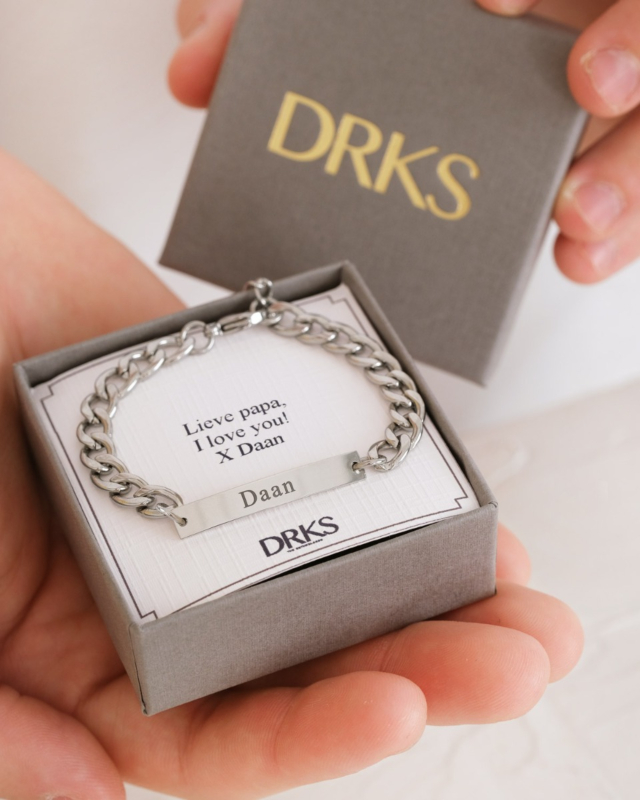 DRKS
Lieve papa,
I love you!
X Daan
Daan
DRKS